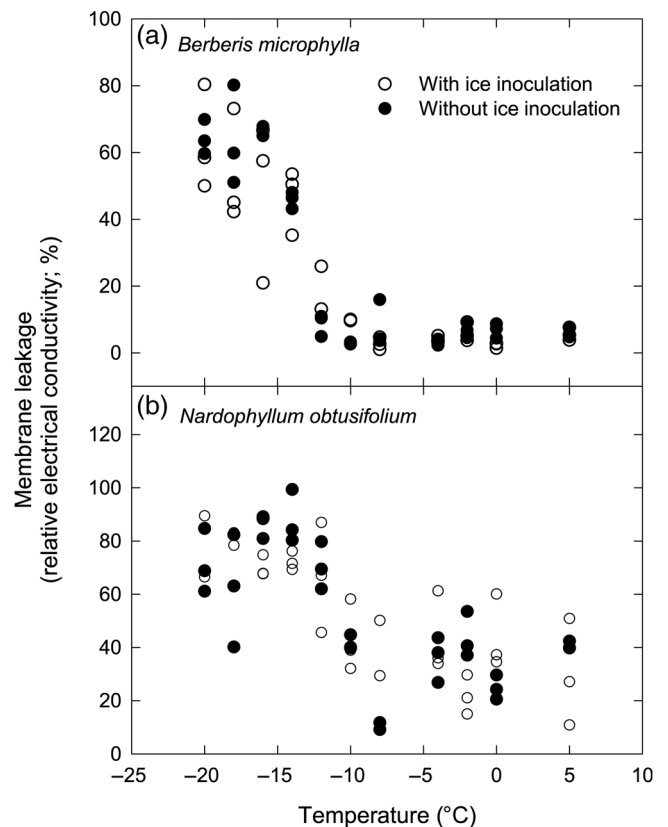 100
(a) Berberis microphylla
80
With ice inoculation
Without ice inoculation
60
40
20
0
Membrane leakage
(relative electrical conductivity; %)
(b) Nardophyllum obtusifolium
120
100
80
60
40
20
0
–25 –20 –15 –10 –5 0 5 10
Temperature (°C)